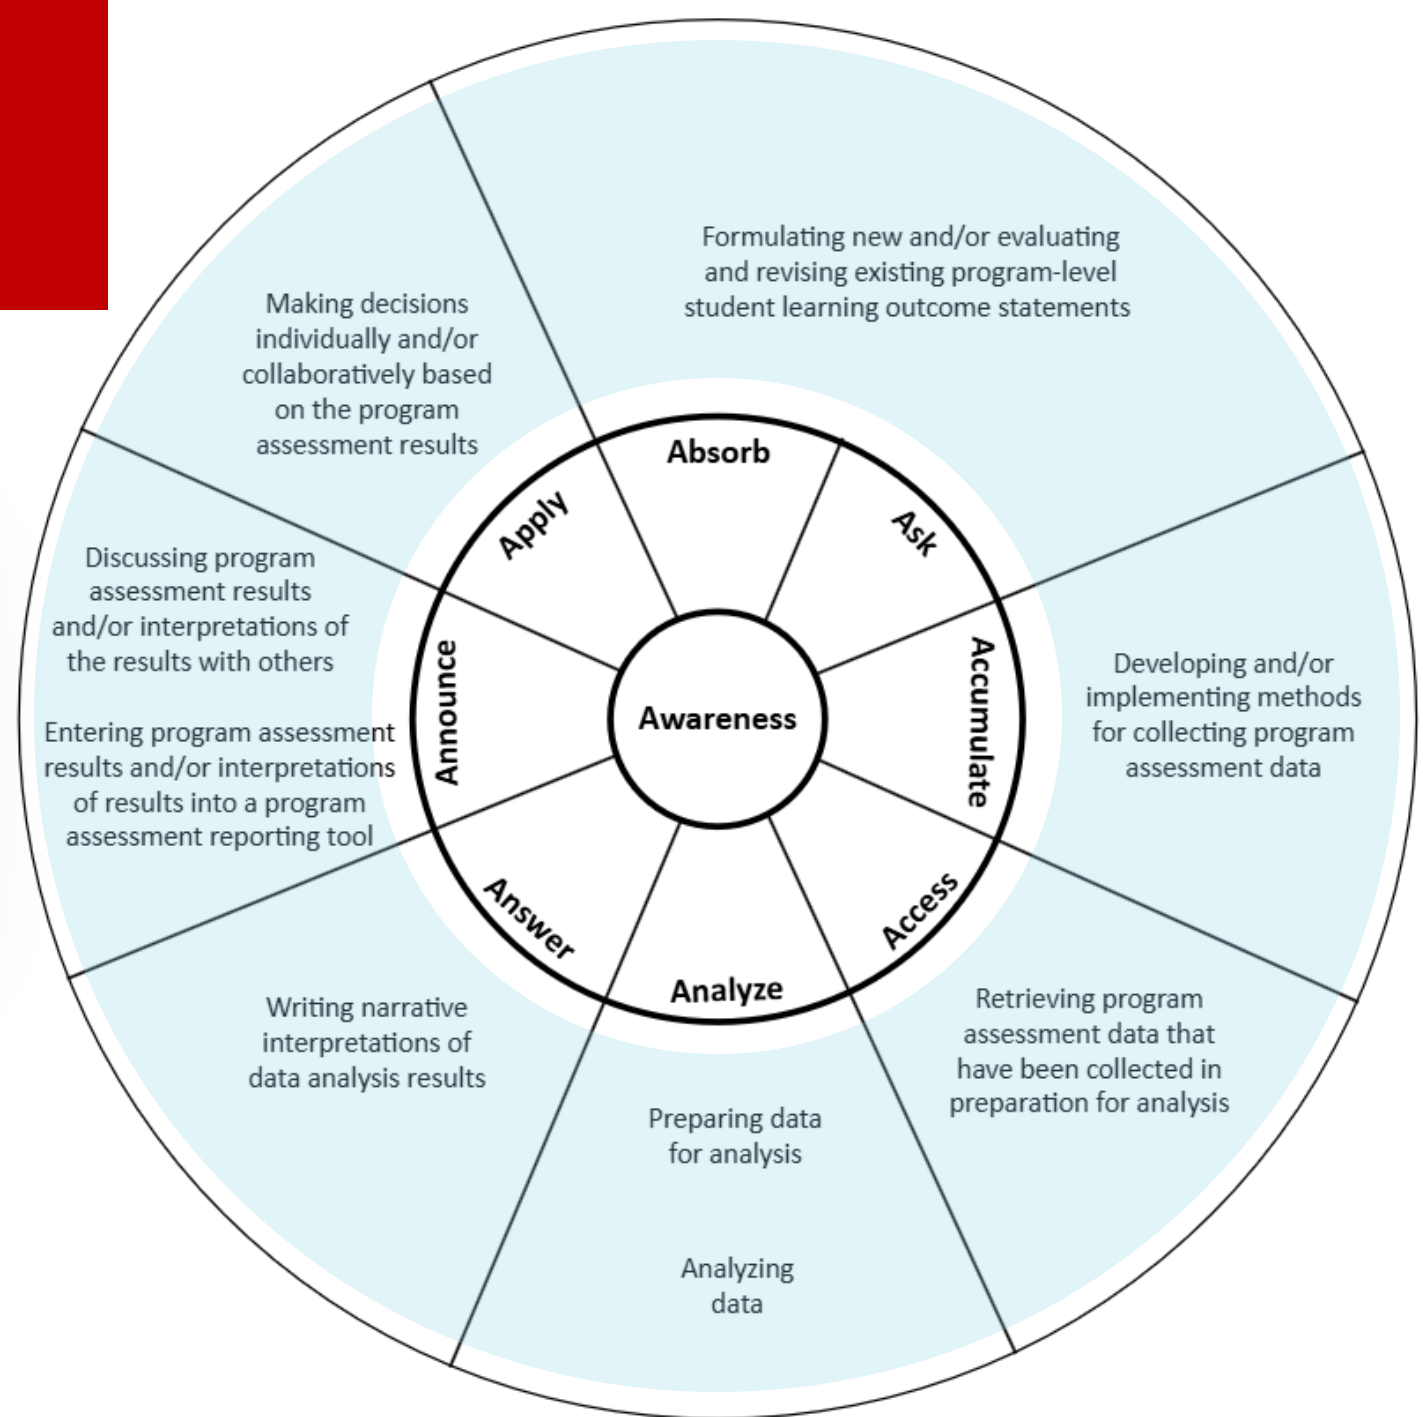 Formulating new and/or evaluating
and revising existing program-level
student learning outcome statements
Making decisions
individually and/or
collaboratively based
on the program
assessment results
Absorb
Ask
Apply
Discussing program
assessment results
and/or interpretations of
the results with others
Entering program assessment
results and/or interpretations
of results into a program
assessment reporting tool
Announce
Awareness
Accumulate
Developing and/or
implementing methods
for collecting program
assessment data
Answer
Analyze
Access
Writing narrative
interpretations of
data analysis results
Preparing data
for analysis
Analyzing
data
Retrieving program
assessment data that
have been collected in
preparation for analysis